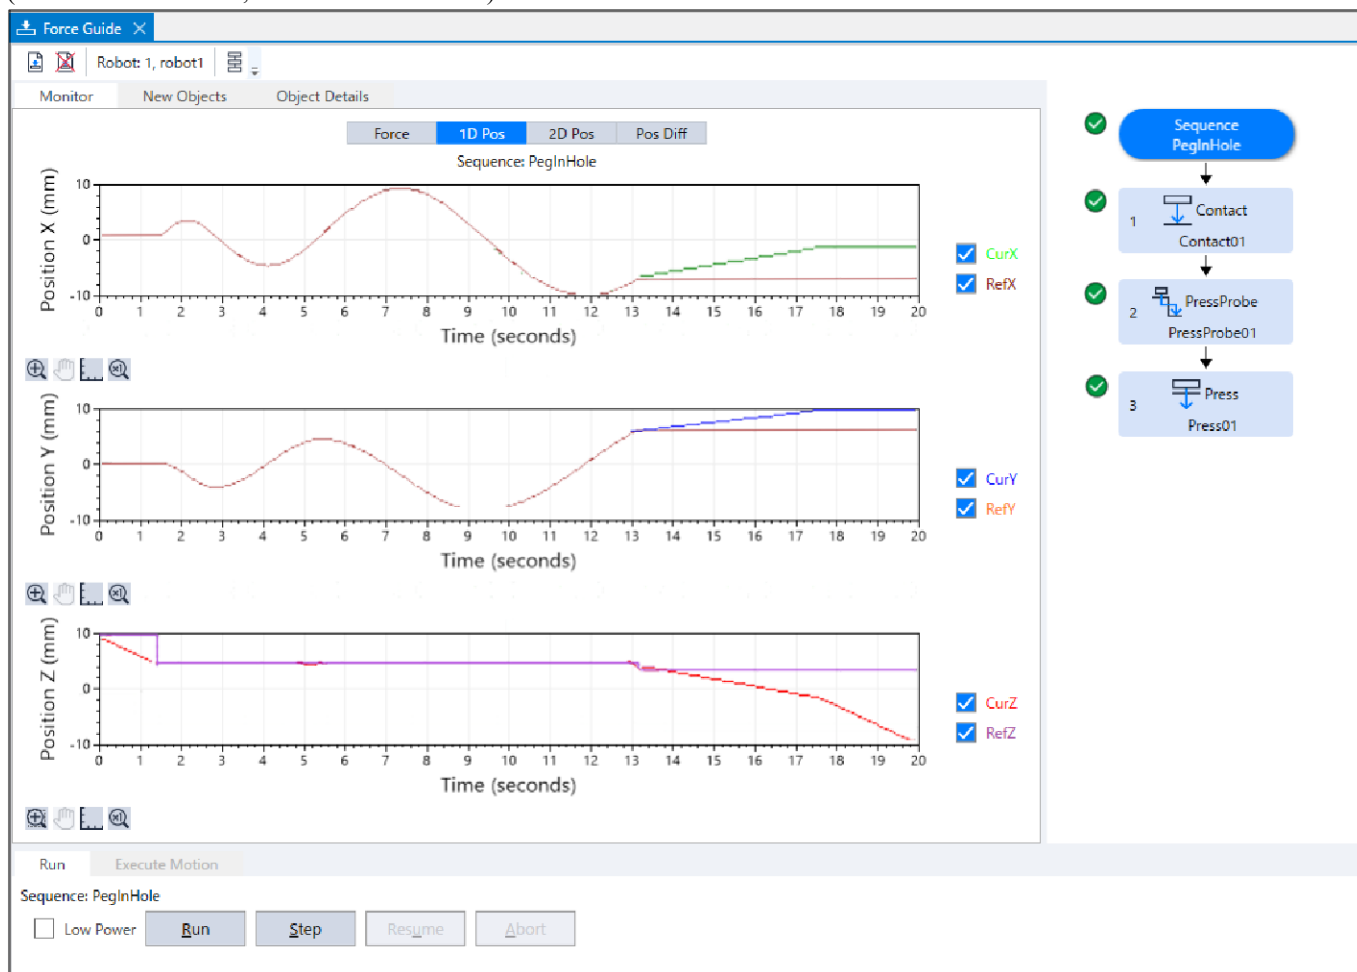 Force Guide
Robot: 1, robot1
Monitor New Objects Object Details
Force 1D Pos 2D Pos Pos Diff
Sequence: PegInHole
Position X (mm)
10
0
-10
0 1 2 3 4 5 6 7 8 9 10 11 12 13 14 15 16 17 18 19 20
Time (seconds)
CurX
RefX
Position Y (mm)
10
0
-10
0 1 2 3 4 5 6 7 8 9 10 11 12 13 14 15 16 17 18 19 20
Time (seconds)
CurY
RefY
Position Z (mm)
10
0
-10
0 1 2 3 4 5 6 7 8 9 10 11 12 13 14 15 16 17 18 19 20
Time (seconds)
CurZ
RefZ
Sequence
PegInHole
1 Contact
Contact01
2 PressProbe
PressProbe01
3 Press
Press01
Run Execute Motion
Sequence: PegInHole
Low Power Run Step Resume Abort